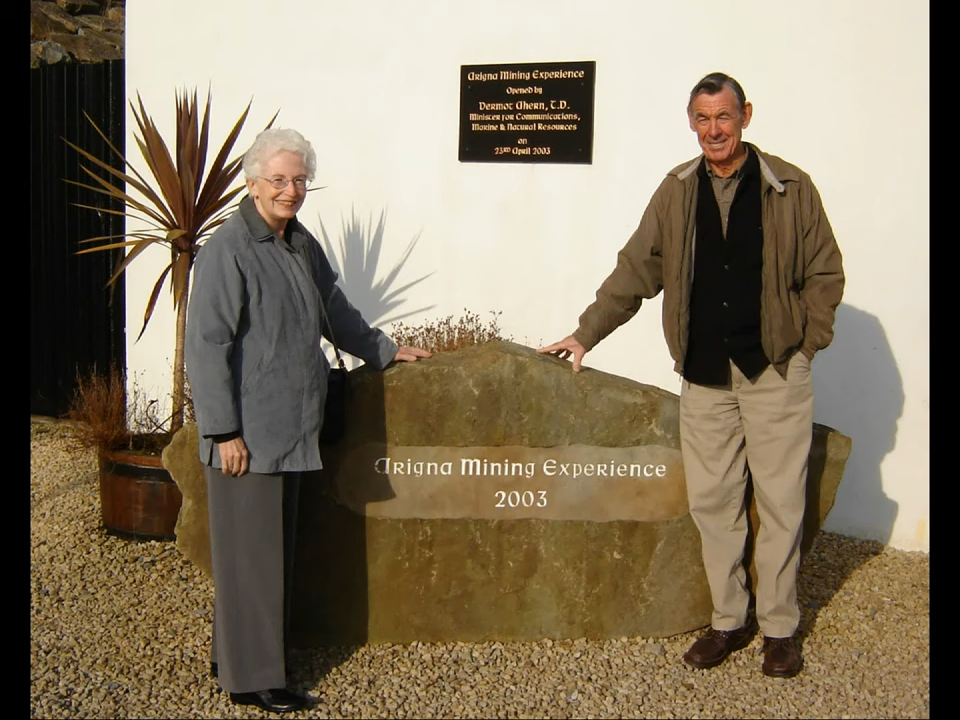 Arigna Mining Experience
Opened by
Dermot Ahern, T.D.
Minister for Communications,
Marine & Natural Resources
on
23RD April 2003
Arigna Mining Experience
2003